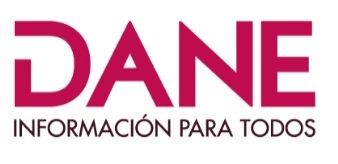 DANE
INFORMACIÓN PARA TODOS